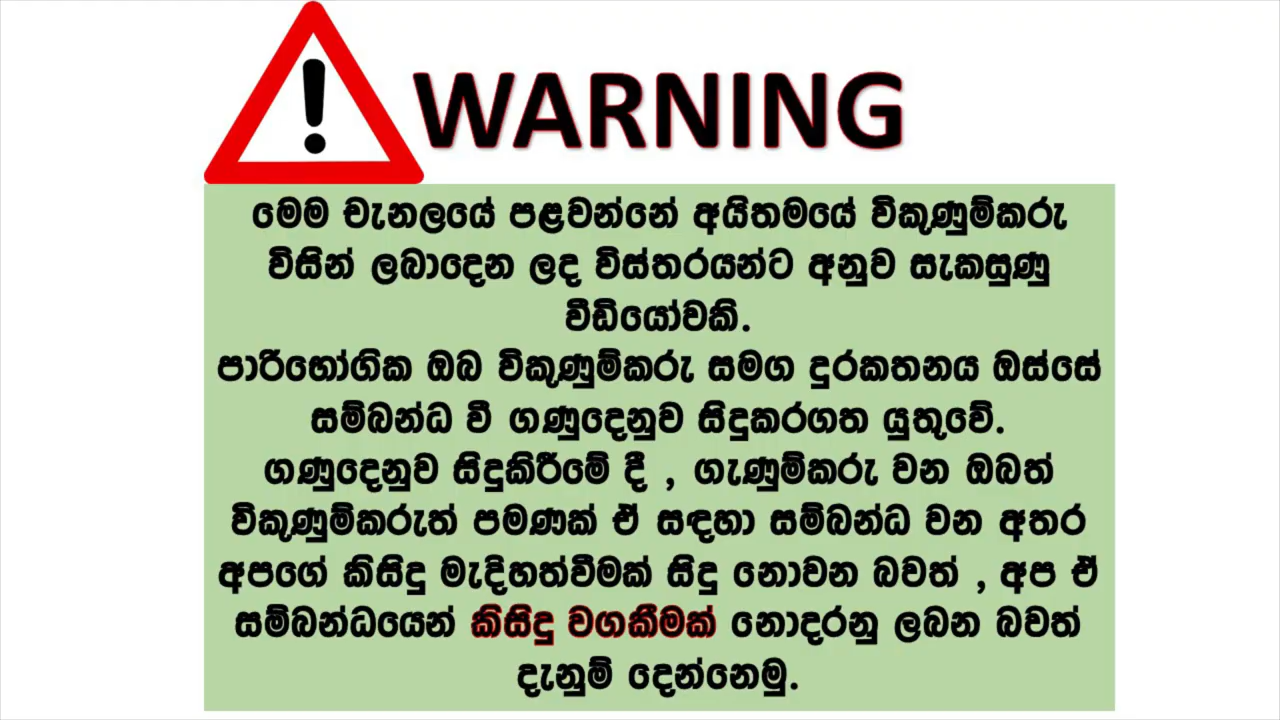 WARNING
මෙම චැනලයේ පළවන්නේ අයිතමයේ විකුණුම්කරු
විසින් ලබාදෙන ලද විස්තරයන්ට අනුව සැකසුණු
වීඩියෝවකි.
පාරිභෝගික ඔබ විකුණුම්කරු සමග දුරකතනය ඔස්සේ
සම්බන්ධ වී ගණුදෙනුව සිදුකරගත යුතුවේ.
ගණුදෙනුව සිදුකිරීමේ දී , ගැණුම්කරු වන ඔබත්
විකුණුම්කරුත් පමණක් ඒ සඳහා සම්බන්ධ වන අතර
අපගේ කිසිදු මැදිහත්වීමක් සිදු නොවන බවත් , අප ඒ
සම්බන්ධයෙන් කිසිදු වගකීමක් නොදරනු ලබන බවත්
දැනුම් දෙන්නෙමු.